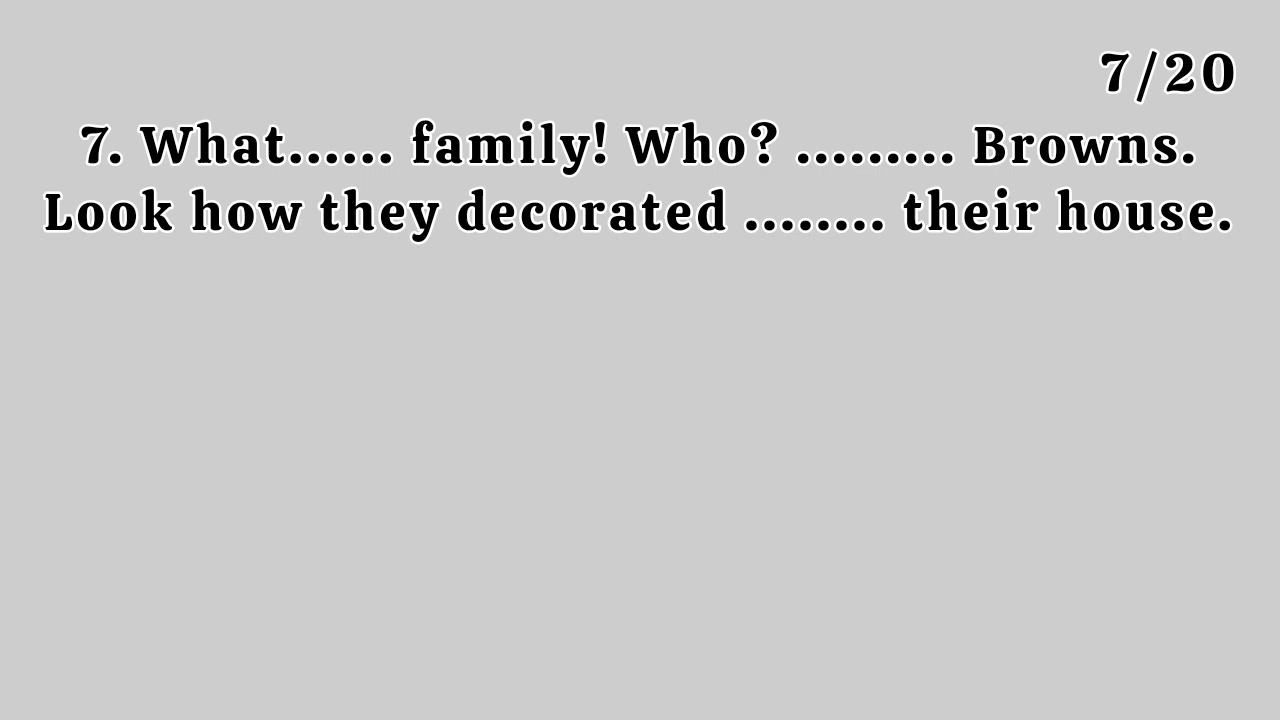 7/20
7. What...... family! Who? ......... Browns.
Look how they decorated ........ their house.